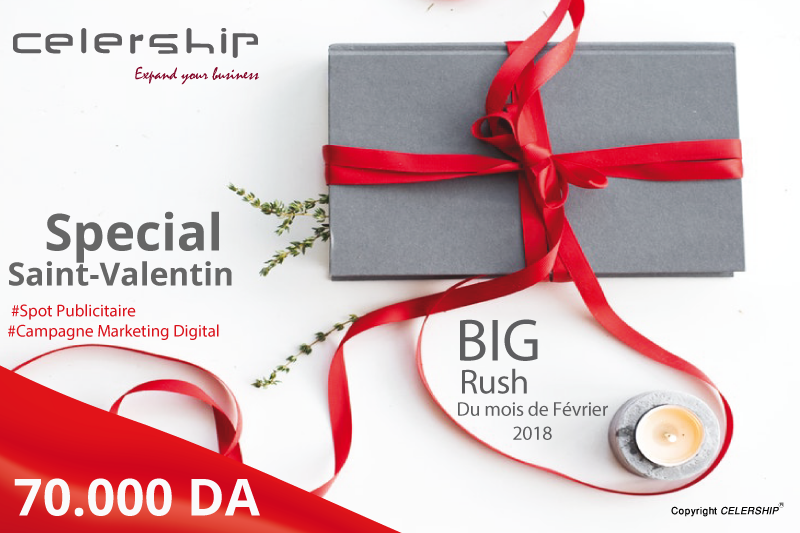 celership
Expand your business
Special
Saint-Valentin
#Spot Publicitaire
#Campagne Marketing Digital
BIG
Rush
Du mois de Février
2018
70.000 DA
Copyright CELERSHIP